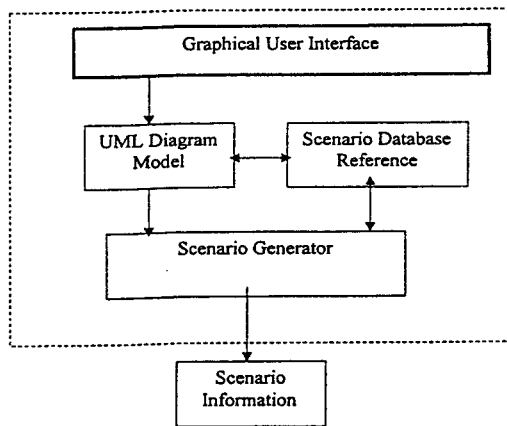 Graphical User Interface
UML Diagram
Model
Scenario Database
Reference
Scenario Generator
Scenario
Information